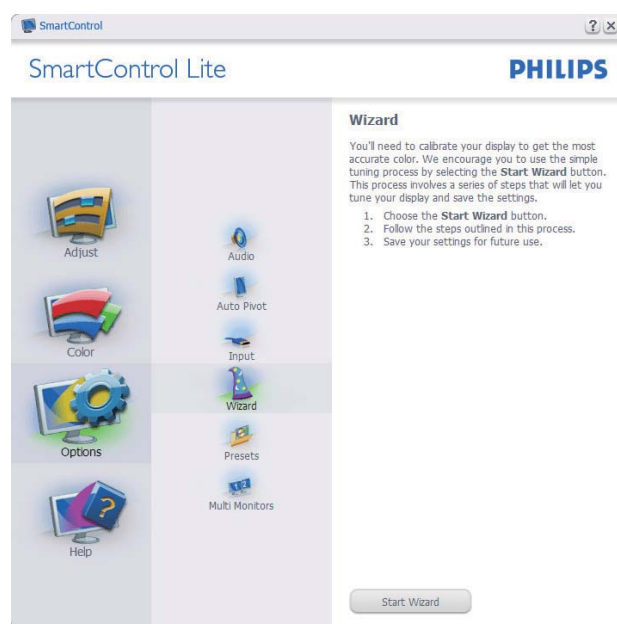 SmartControl
? X
SmartControl Lite
PHILIPS
Adjust
Color
Options
Help
Audio
Auto Pivot
Input
Wizard
Presets
1 2
Multi Monitors
Wizard
You'll need to calibrate your display to get the most
accurate color. We encourage you to use the simple
tuning process by selecting the Start Wizard button.
This process involves a series of steps that will let you
tune your display and save the settings.
1. Choose the Start Wizard button.
2. Follow the steps outlined in this process.
3. Save your settings for future use.
Start Wizard